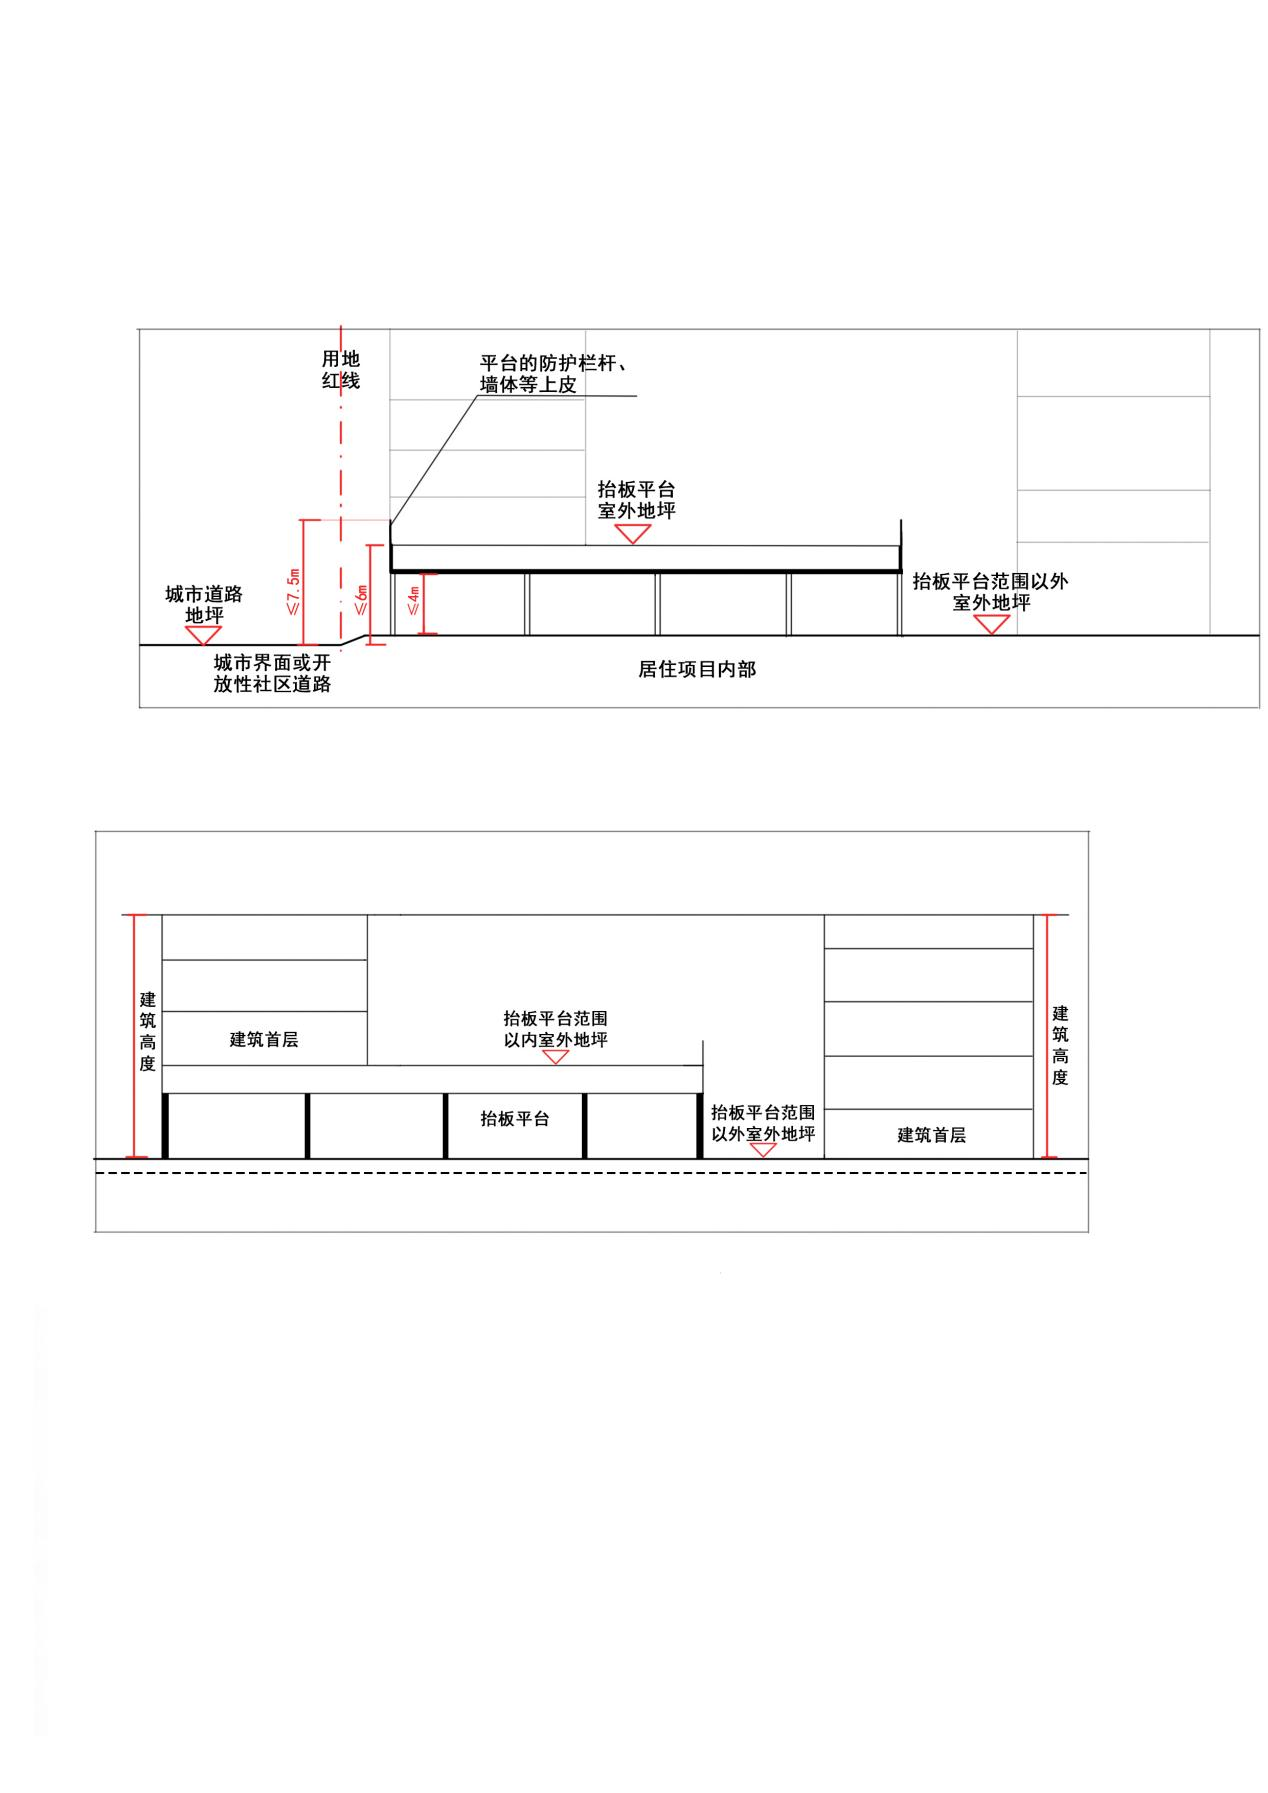 用地
红线
平台的防护栏杆、
墙体等上皮
抬板平台
室外地坪
≤7.5m
≤6m
≤4m
城市道路
地坪
抬板平台范围以外
室外地坪
城市界面或开
放性社区道路
居住项目内部
建筑高度
建筑首层
抬板平台范围
以内室外地坪
抬板平台
抬板平台范围
以外室外地坪
建筑首层
建筑高度